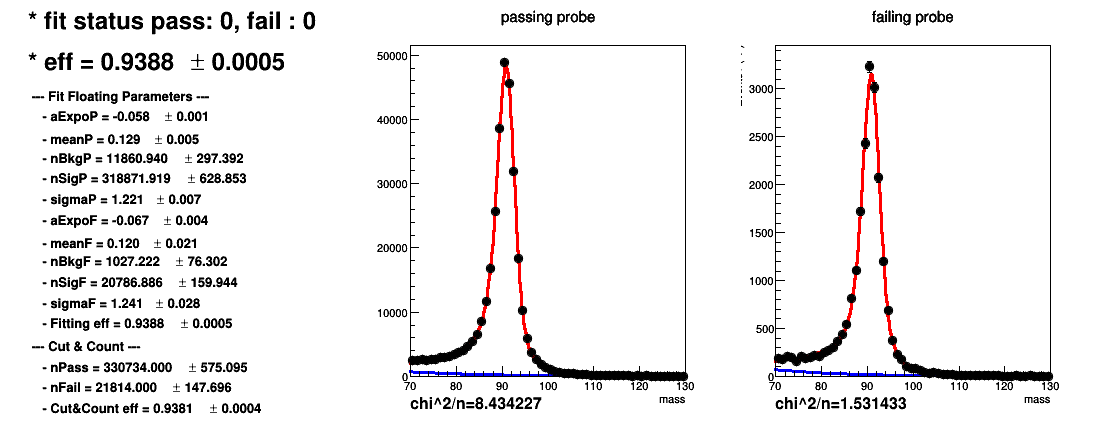 * fit status pass: 0, fail : 0
* eff = 0.9388 ± 0.0005
--- Fit Floating Parameters ---
- aExpoP = -0.058 ± 0.001
- meanP = 0.129 ± 0.005
- nBkgP = 11860.940 ± 297.392
- nSigP = 318871.919 ± 628.853
- sigmaP = 1.221 ± 0.007
- aExpoF = -0.067 ± 0.004
- meanF = 0.120 ± 0.021
- nBkgF = 1027.222 ± 76.302
- nSigF = 20786.886 ± 159.944
- sigmaF = 1.241 ± 0.028
- Fitting eff = 0.9388 ± 0.0005
--- Cut & Count ---
- nPass = 330734.000 ± 575.095
- nFail = 21814.000 ± 147.696
- Cut&Count eff = 0.9381 ± 0.0004
passing probe
50000
40000
30000
20000
10000
0
70 80 90 100 110 120 130
mass
chi^2/n=8.434227
failing probe
3000
2500
2000
1500
1000
500
0
70 80 90 100 110 120 130
mass
chi^2/n=1.531433